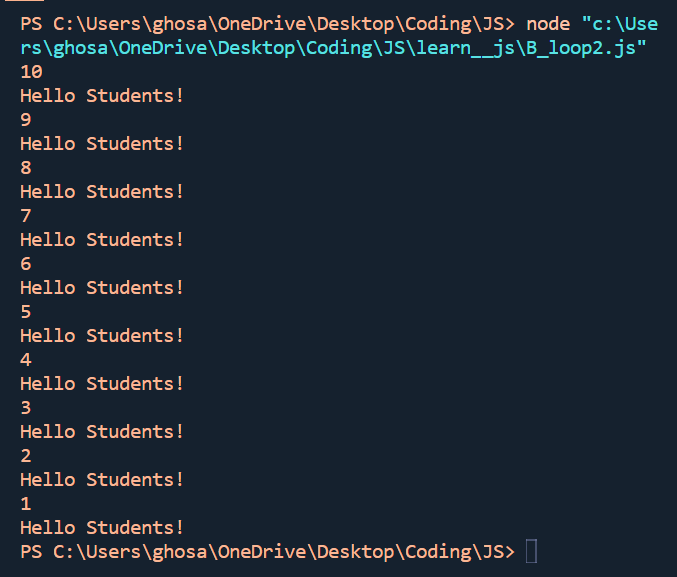 PS C:\Users\ghosa\OneDrive\Desktop\Coding\JS> node "c:\Use
rs\ghosa\OneDrive\Desktop\Coding\JS\learn__js\B_loop2.js"
10
Hello Students!
9
Hello Students!
8
Hello Students!
7
Hello Students!
6
Hello Students!
5
Hello Students!
4
Hello Students!
3
Hello Students!
2
Hello Students!
1
Hello Students!
PS C:\Users\ghosa\OneDrive\Desktop\Coding\JS>